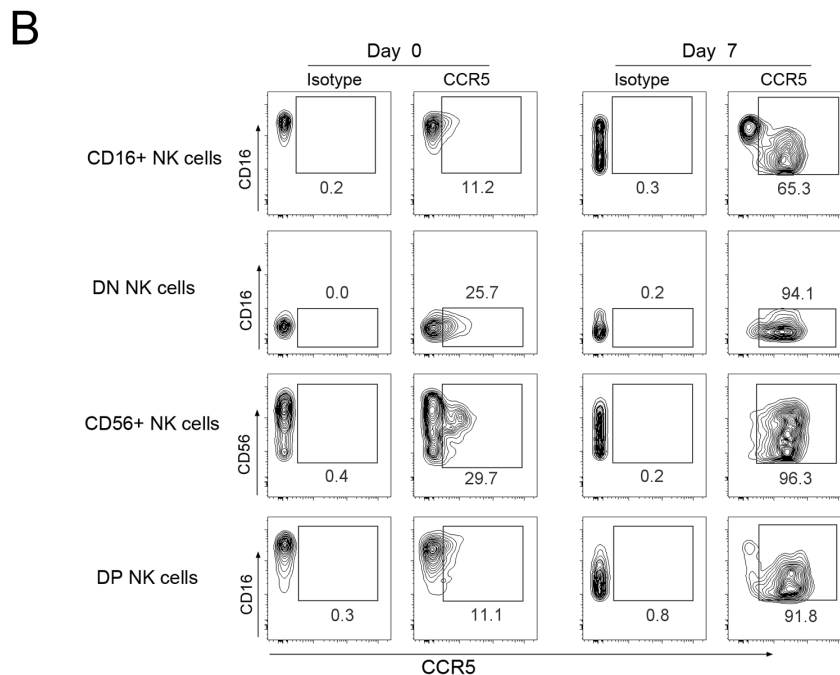 B
Day 0 Day 7
Isotype CCR5 Isotype CCR5
CD16+ NK cells CD16 0.2 11.2 0.3 65.3
DN NK cells CD16 0.0 25.7 0.2 94.1
CD56+ NK cells CD56 0.4 29.7 0.2 96.3
DP NK cells CD16 0.3 11.1 0.8 91.8
CCR5